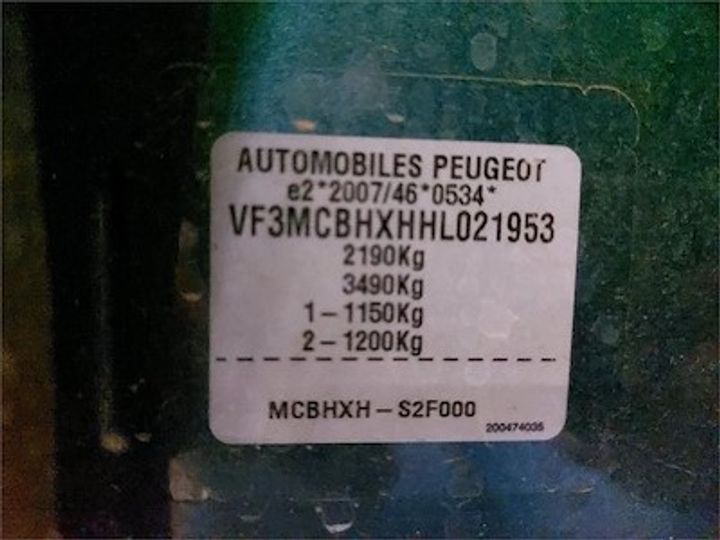 AUTOMOBILES PEUGEOT
e2*2007/46*0534*
VF3MCBHXHHL021953
2190Kg
3490Kg
1-1150Kg
2-1200Kg
MCBHXH-S2F000
200474035